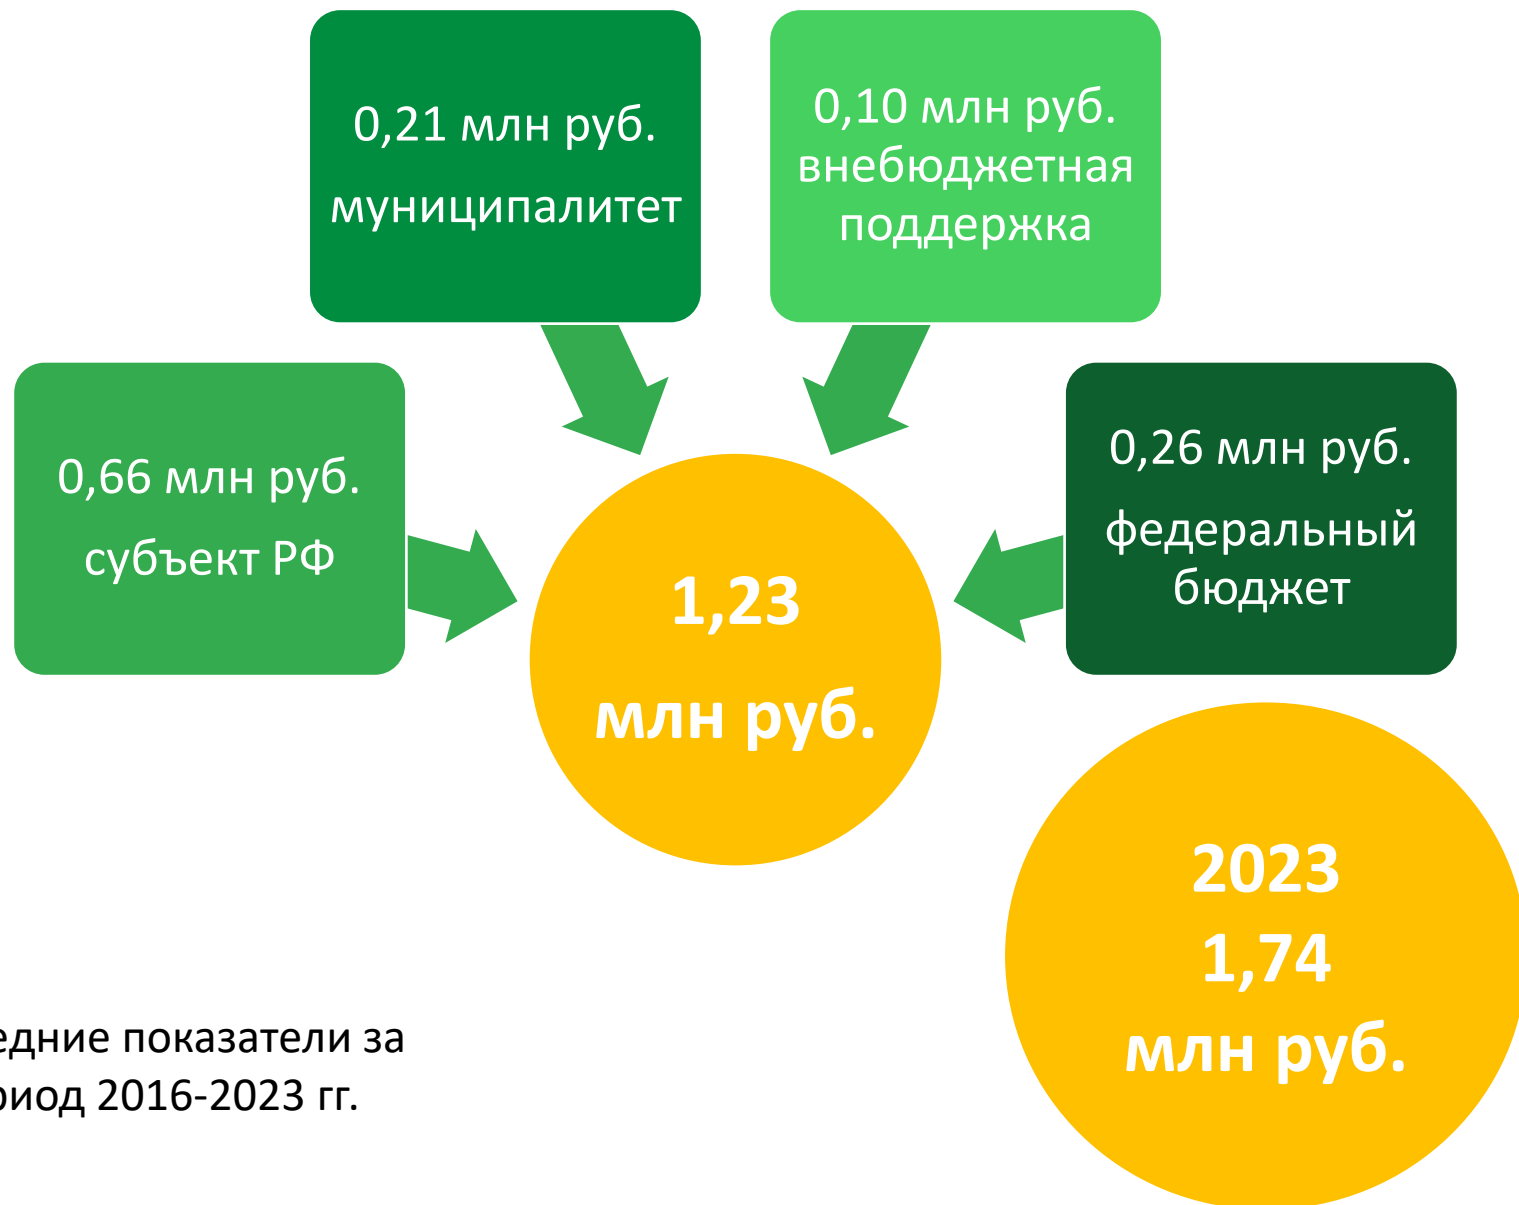 0,21 млн руб.
муниципалитет
0,10 млн руб.
внебюджетная
поддержка
0,66 млн руб.
субъект РФ
0,26 млн руб.
федеральный
бюджет
1,23
млн руб.
2023
1,74
млн руб.
едние показатели за
риод 2016-2023 гг.